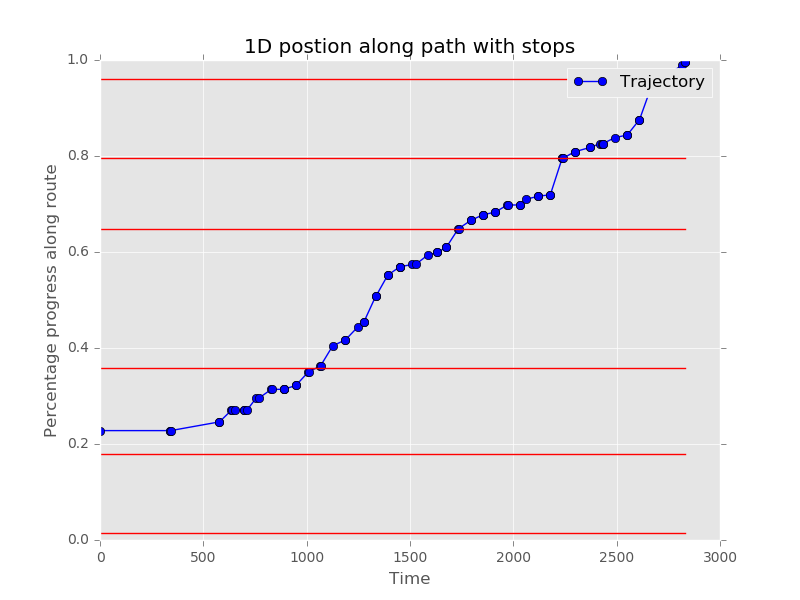 1D postion along path with stops
Trajectory
Percentage progress along route
1.0
0.8
0.6
0.4
0.2
0.0
0 500 1000 1500 2000 2500 3000
Time